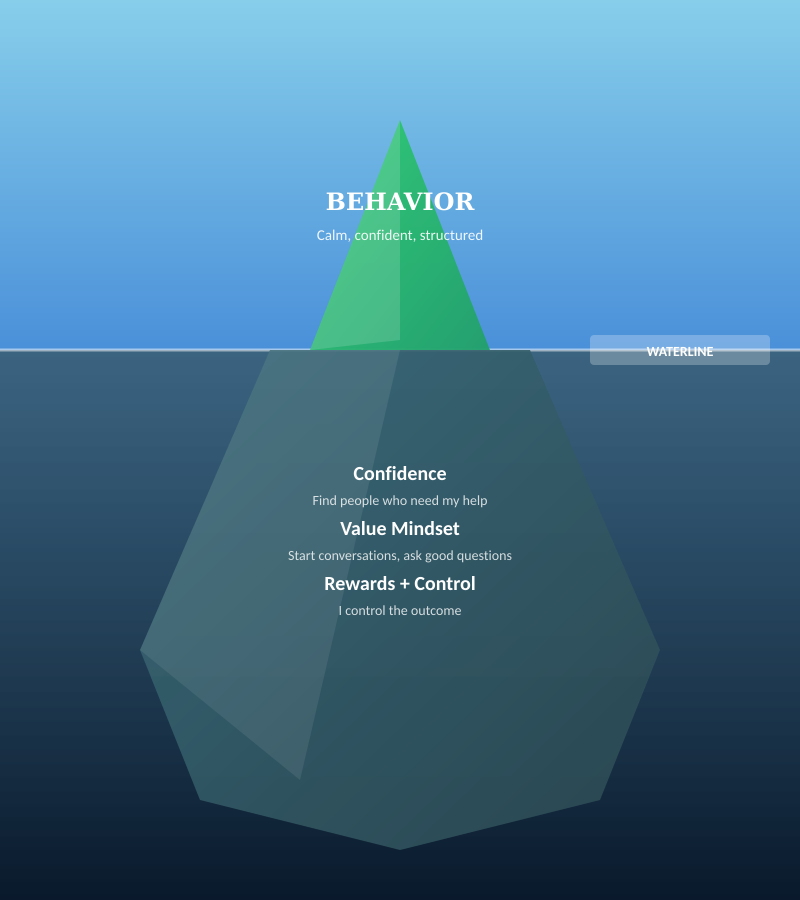 BEHAVIOR
Calm, confident, structured
WATERLINE
Confidence
Find people who need my help
Value Mindset
Start conversations, ask good questions
Rewards + Control
I control the outcome